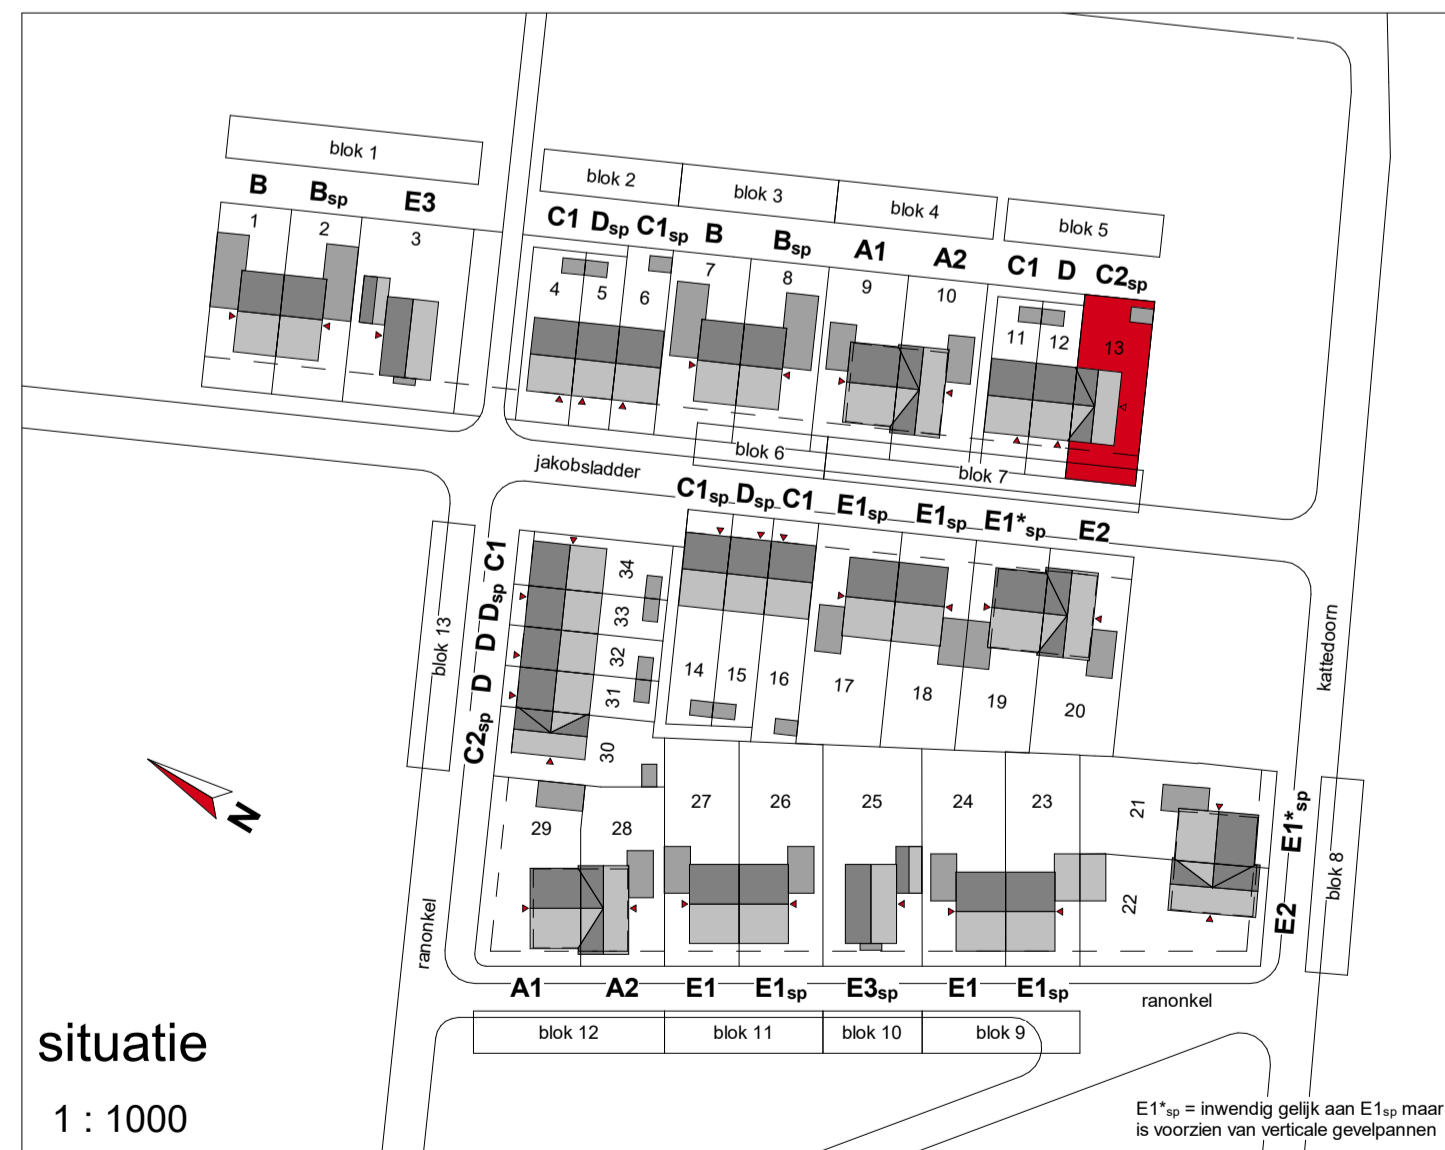 blok 1
B Bsp E3
1 2 3
blok 2 blok 3 blok 4 blok 5
C1 Dsp C1sp B Bsp A1 A2 C1 D C2sp
4 5 6 7 8 9 10 11 12 13
jakobsladder
blok 6 blok 7
C1sp Dsp C1 E1sp E1sp E1*sp E2
14 15 16 17 18 19 20
blok 13
C1
Dsp
D
D
C2sp
34
33
32
31
30
kattedoorn
N
29 28 27 26 25 24 23
21
22
E1*sp
E2
blok 8
ranonkel
A1 A2 E1 E1sp E3sp E1 E1sp
ranonkel
blok 12 blok 11 blok 10 blok 9
situatie
1 : 1000
E1*sp = inwendig gelijk aan E1sp maar
is voorzien van verticale gevelpannen